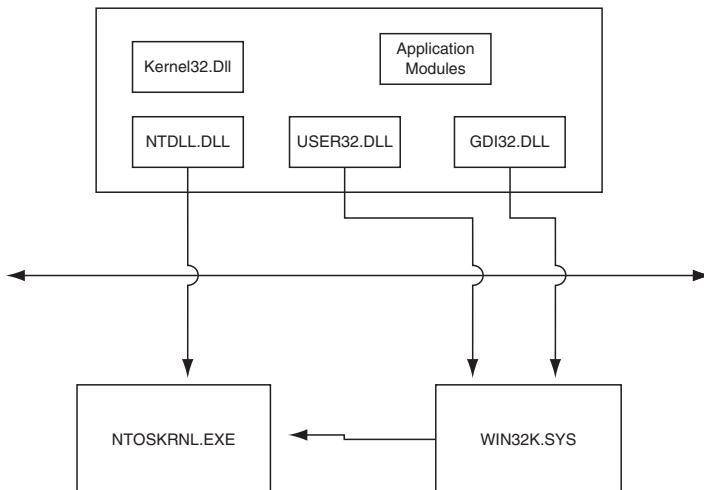 Kernel32.Dll
Application
Modules
NTDLL.DLL
USER32.DLL
GDI32.DLL
NTOSKRNL.EXE
WIN32K.SYS